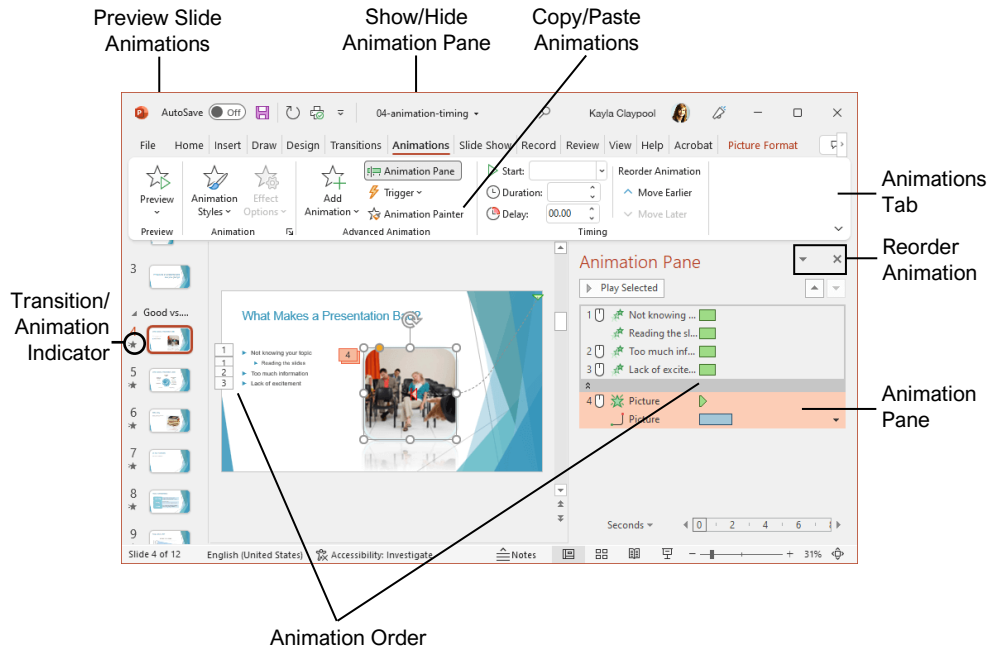 Preview Slide
Animations
Show/Hide
Animation Pane
Copy/Paste
Animations
AutoSave Off 04-animation-timing Kayla Claypool
File Home Insert Draw Design Transitions Animations Slide Show Record Review View Help Acrobat Picture Format
Preview
Animation
Styles
Effect
Options
Add
Animation
Animation Pane
Trigger
Animation Painter
Start:
Duration:
Delay: 00.00
Reorder Animation
Move Earlier
Move Later
Preview Animation Advanced Animation Timing
Animations
Tab
Reorder
Animation
Transition/
Animation
Indicator
3
Good vs....
4
5
6
7
8
9
What Makes a Presentation Bad?
1 Not knowing your topic
1 Reading the slides
2 Too much information
3 Lack of excitement
4
Animation Pane
Play Selected
1 Not knowing ...
Reading the sl...
2 Too much inf...
3 Lack of excite...
4 Picture
Picture
Seconds 0 2 4 6
Animation
Pane
Slide 4 of 12 English (United States) Accessibility: Investigate Notes 31%
Animation Order